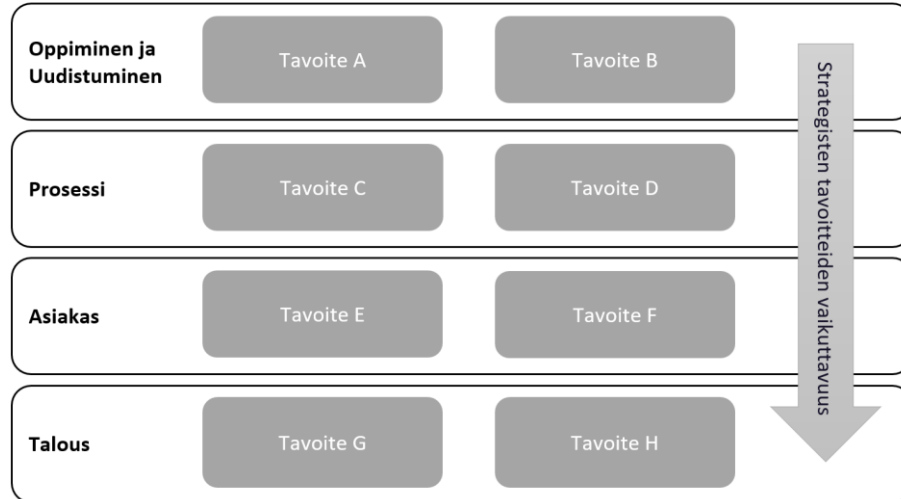 Oppiminen ja
Uudistuminen
Tavoite A
Tavoite B
Prosessi
Tavoite C
Tavoite D
Asiakas
Tavoite E
Tavoite F
Talous
Tavoite G
Tavoite H
Strategisten tavoitteiden vaikuttavuus